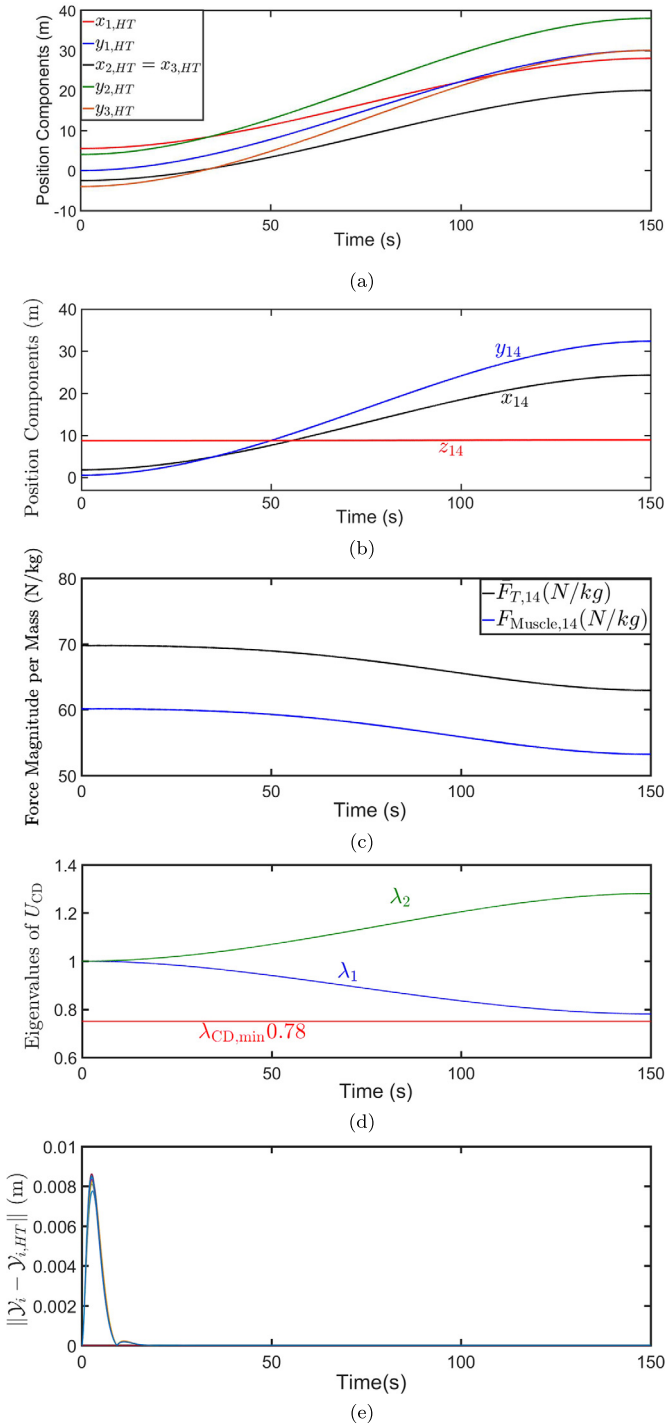 Position Components (m)
40
30
20
10
0
-10
x1,HT
y1,HT
x2,HT = x3,HT
y2,HT
y3,HT
0
50
100
150
Time (s)
(a)
Position Components (m)
40
30
20
10
0
y14
x14
z14
0
50
100
150
Time (s)
(b)
Force Magnitude per Mass (N/kg)
80
70
60
50
F̄T,14(N/kg)
FMuscle,14(N/kg)
0
50
100
150
Time (s)
(c)
Eigenvalues of UCD
1.4
1.2
1
0.8
0.6
λ2
λ1
λCD,min0.78
0
50
100
150
Time (s)
(d)
||𝒴i − 𝒴i,HT|| (m)
0.01
0.008
0.006
0.004
0.002
0
0
50
100
150
Time(s)
(e)